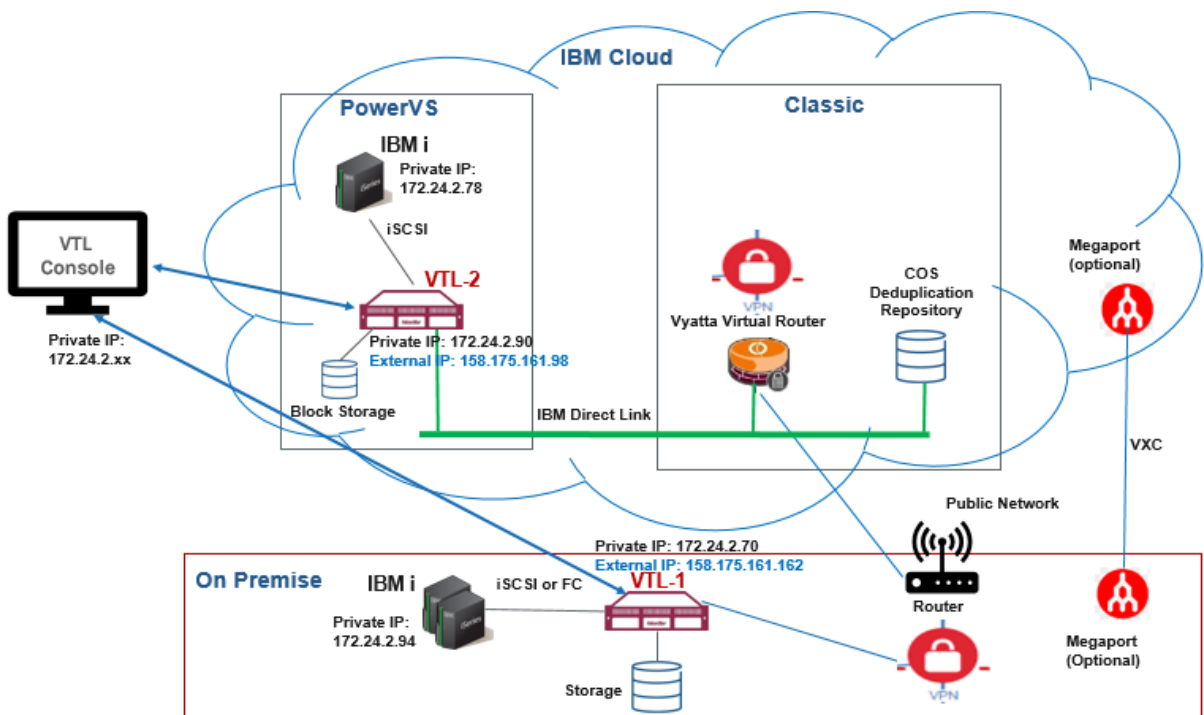 IBM Cloud
PowerVS
Classic
IBM i
Private IP:
172.24.2.78
iSeries
iSCSI
VTL
Console
VTL-2
Private IP:
172.24.2.xx
Private IP: 172.24.2.90
External IP: 158.175.161.98
Block Storage
VPN
Vyatta Virtual Router
COS
Deduplication
Repository
Megaport
(optional)
IBM Direct Link
VXC
Public Network
Private IP: 172.24.2.70
External IP: 158.175.161.162
On Premise
IBM i
iSCSI or FC
VTL-1
Router
Private IP:
172.24.2.94
iSeries
Megaport
(Optional)
Storage
VPN